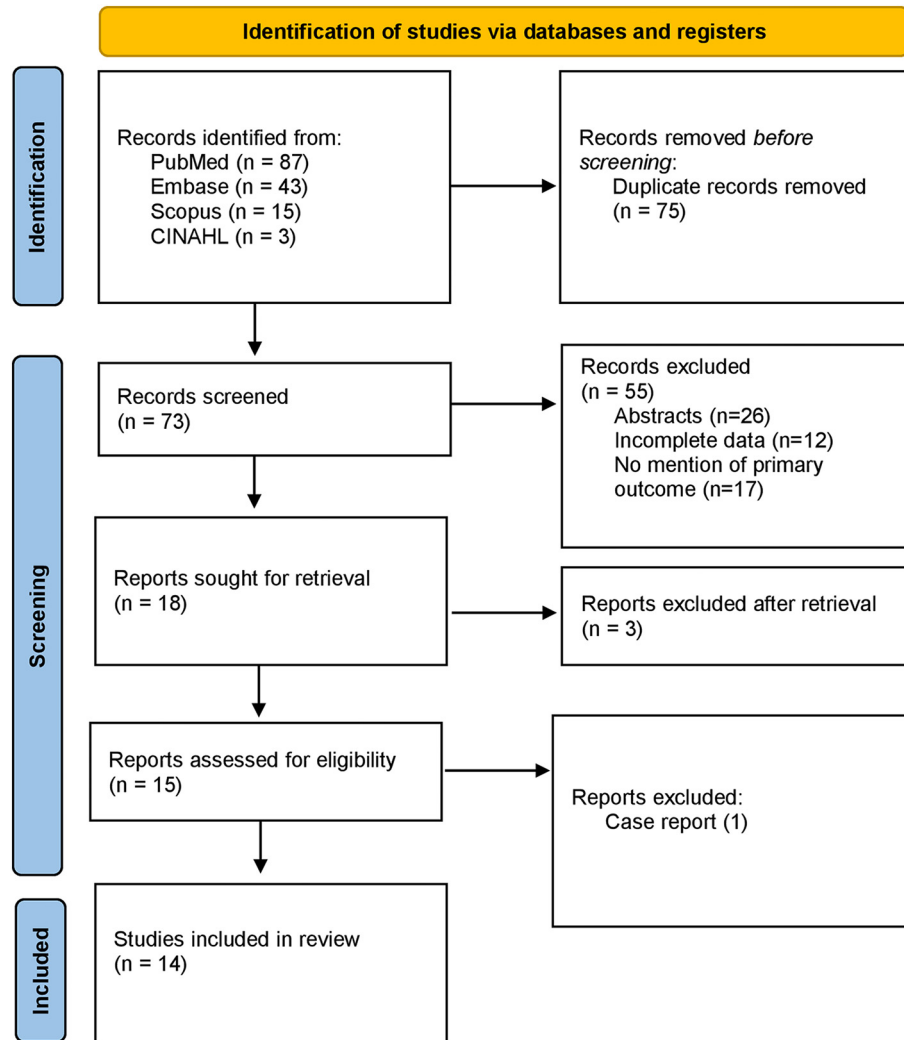 Identification of studies via databases and registers
Identification
Records identified from:
PubMed (n = 87)
Embase (n = 43)
Scopus (n = 15)
CINAHL (n = 3)
Records removed before
screening:
Duplicate records removed
(n = 75)
Screening
Records screened
(n = 73)
Records excluded
(n = 55)
Abstracts (n=26)
Incomplete data (n=12)
No mention of primary
outcome (n=17)
Reports sought for retrieval
(n = 18)
Reports excluded after retrieval
(n = 3)
Reports assessed for eligibility
(n = 15)
Reports excluded:
Case report (1)
Included
Studies included in review
(n = 14)